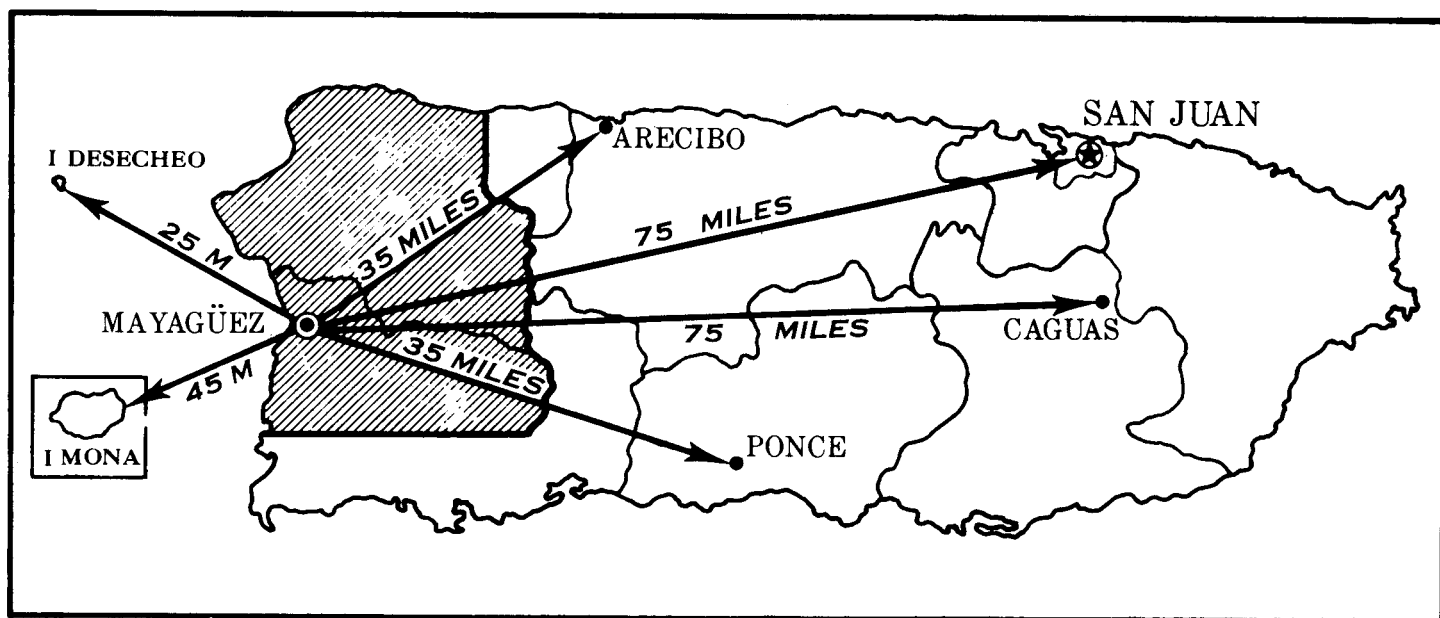 SAN JUAN
ARECIBO
I DESECHEO
25 M
35 MILES
75 MILES
MAYAGÜEZ
75 MILES
CAGUAS
35 MILES
45 M
I MONA
PONCE